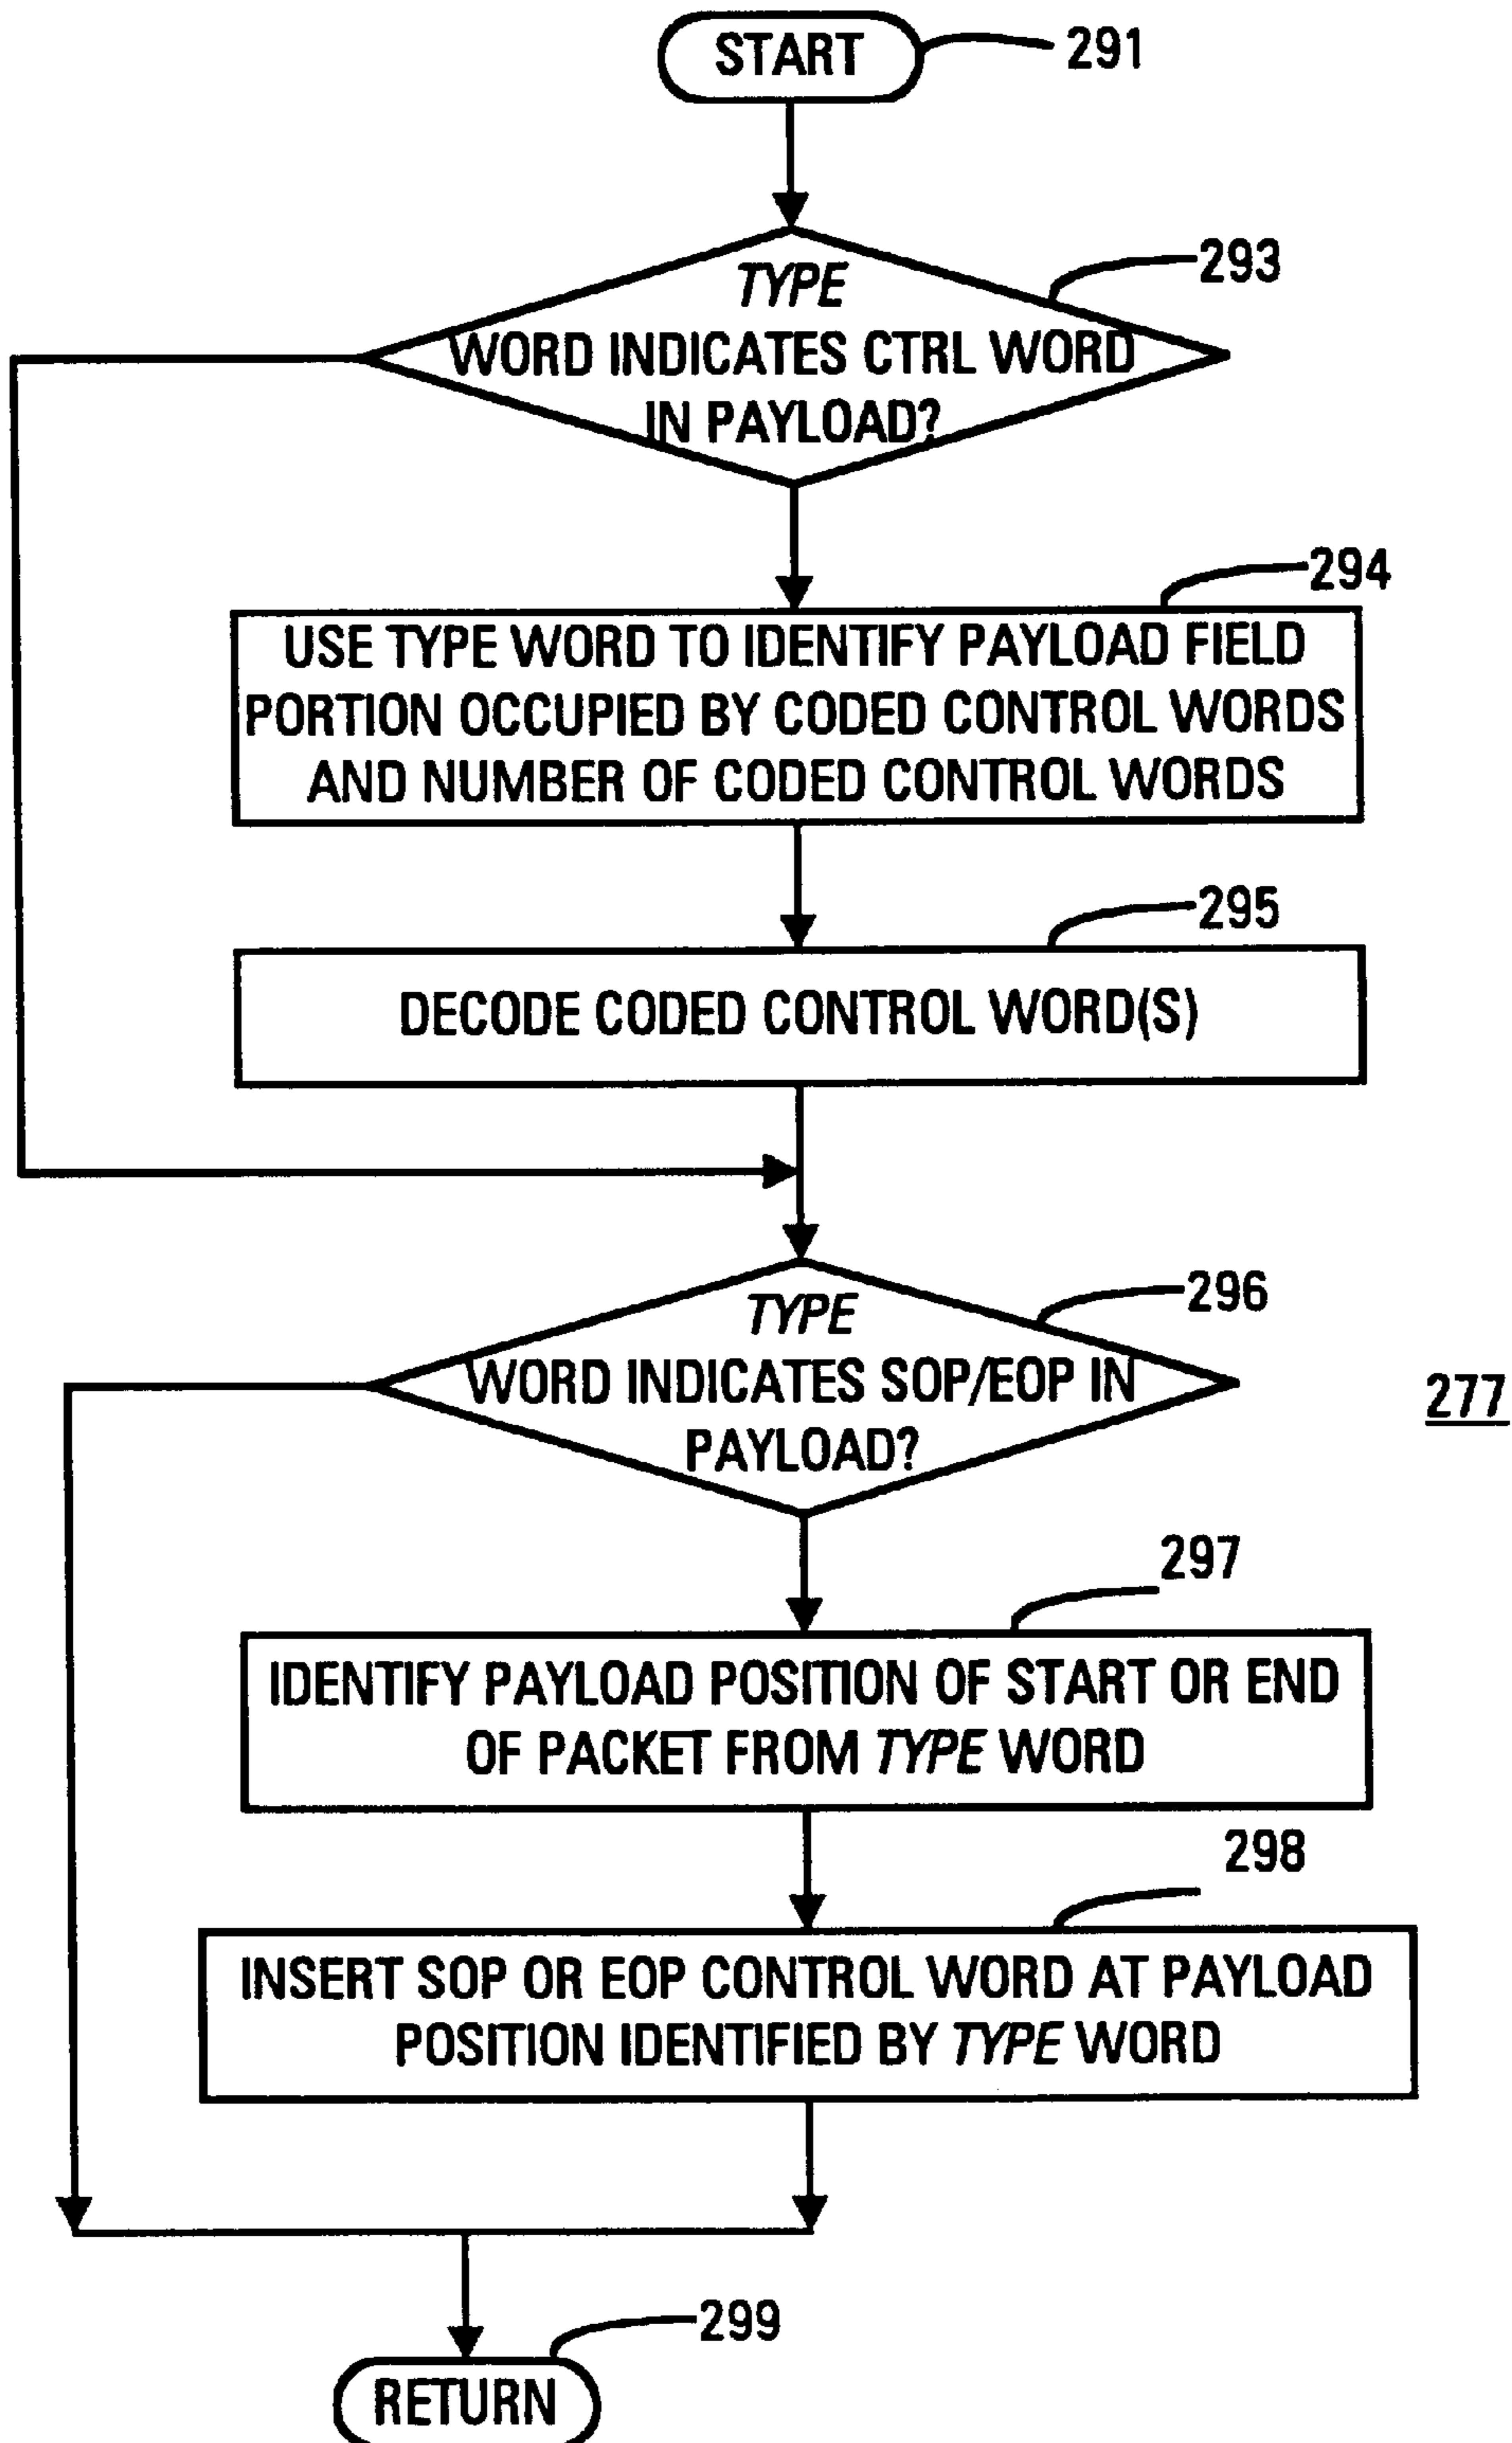 START
291
TYPE
293
WORD INDICATES CTRL WORD
IN PAYLOAD?
294
USE TYPE WORD TO IDENTIFY PAYLOAD FIELD
PORTION OCCUPIED BY CODED CONTROL WORDS
AND NUMBER OF CODED CONTROL WORDS
295
DECODE CODED CONTROL WORD(S)
296
TYPE
WORD INDICATES SOP/EOP IN
PAYLOAD?
277
297
IDENTIFY PAYLOAD POSITION OF START OR END
OF PACKET FROM TYPE WORD
298
INSERT SOP OR EOP CONTROL WORD AT PAYLOAD
POSITION IDENTIFIED BY TYPE WORD
299
RETURN